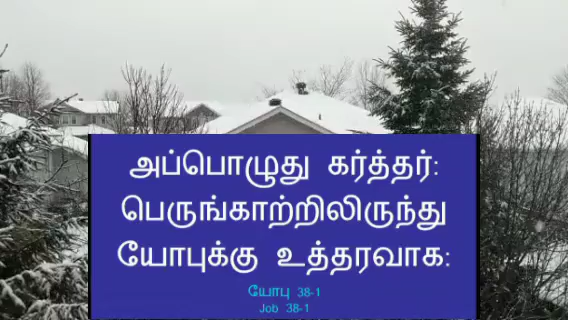 அப்பொழுது கர்த்தர்:
பெருங்காற்றிலிருந்து
யோபுக்கு உத்தரவாக:
யோபு 38-1
Job 38-1